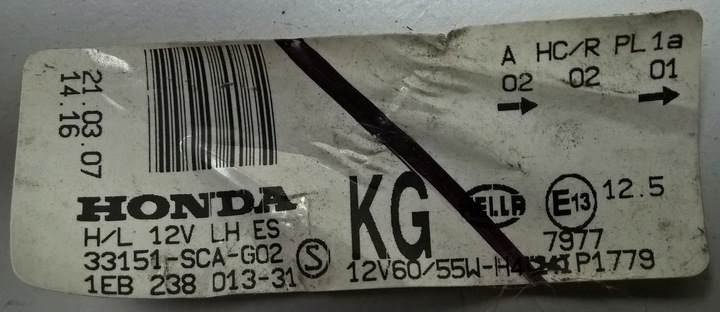 21.03.07
14.16
A HC/R PL 1a
02 02 01
HONDA
H/L 12V LH ES
33151-SCA-G02
1EB 238 013-31
S
KG
HELLA
E13
12.5
7977
12V60/55W-H4
P1779